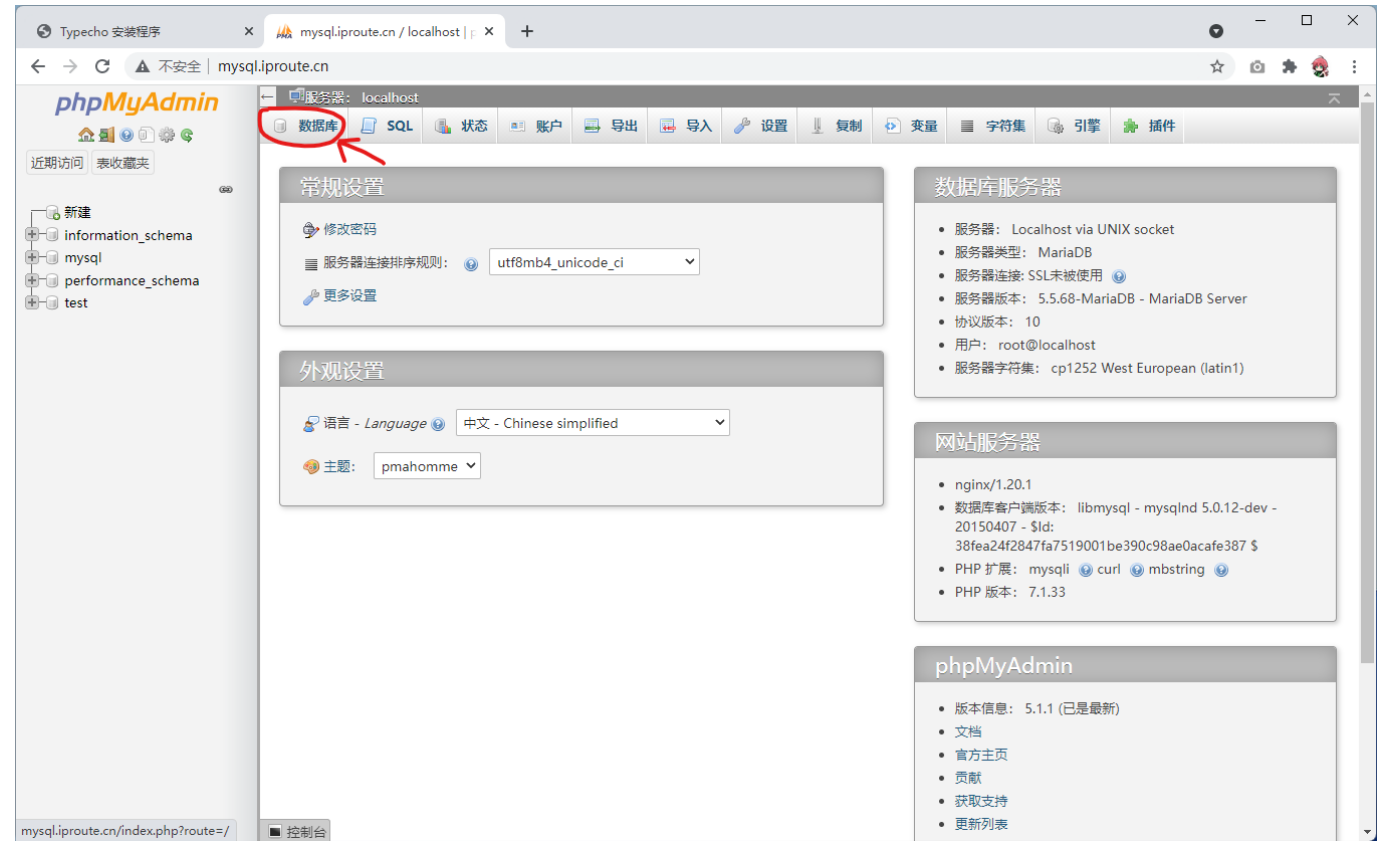 Typecho 安装程序
mysql.iproute.cn / localhost | p
不安全 | mysql.iproute.cn
phpMyAdmin
近期访问 表收藏夹
新建
information_schema
mysql
performance_schema
test
服务器: localhost
数据库 SQL 状态 账户 导出 导入 设置 复制 变量 字符集 引擎 插件
常规设置
修改密码
服务器连接排序规则: utf8mb4_unicode_ci
更多设置
外观设置
语言 - Language 中文 - Chinese simplified
主题: pmahomme
数据库服务器
服务器: Localhost via UNIX socket
服务器类型: MariaDB
服务器连接: SSL未被使用
服务器版本: 5.5.68-MariaDB - MariaDB Server
协议版本: 10
用户: root@localhost
服务器字符集: cp1252 West European (latin1)
网站服务器
nginx/1.20.1
数据库客户端版本: libmysql - mysqlnd 5.0.12-dev -
20150407 - $Id:
38fea24f2847fa7519001be390c98ae0acafe387 $
PHP 扩展: mysqli curl mbstring
PHP 版本: 7.1.33
phpMyAdmin
版本信息: 5.1.1 (已是最新)
文档
官方主页
贡献
获取支持
更新列表
mysql.iproute.cn/index.php?route=/
控制台